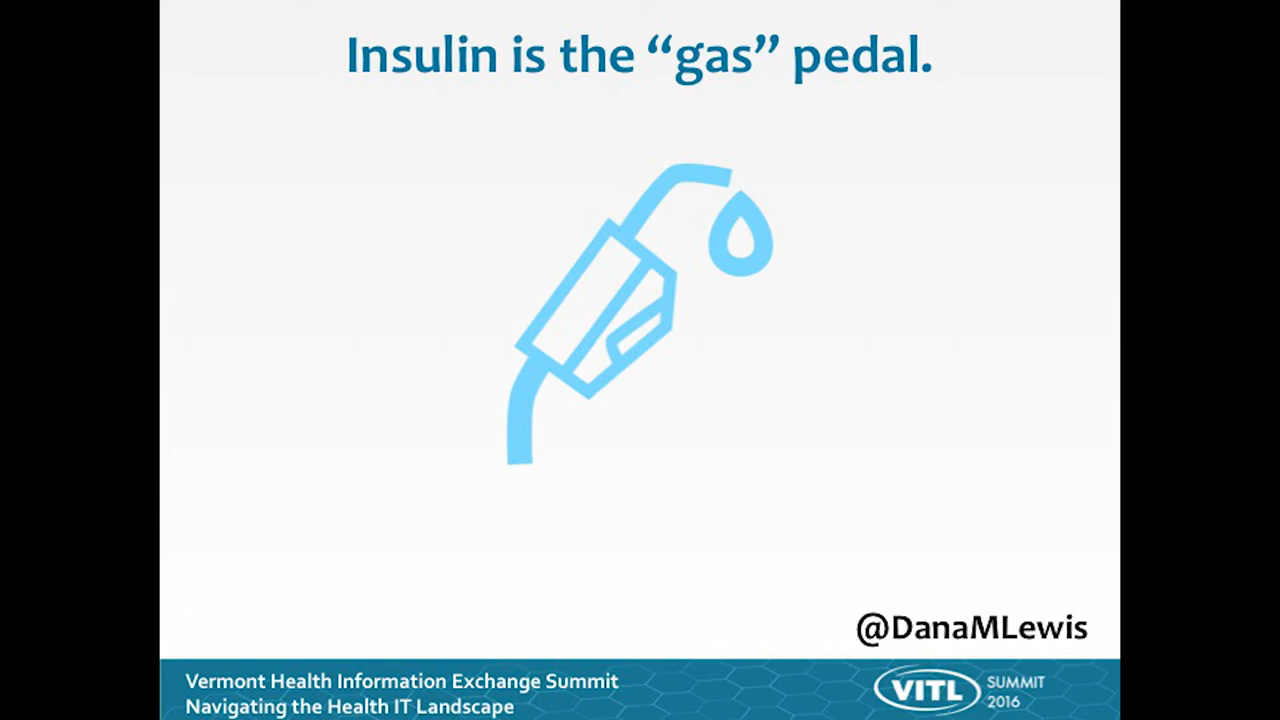 Insulin is the “gas” pedal.
@DanaMLewis
Vermont Health Information Exchange Summit
Navigating the Health IT Landscape
VITL
SUMMIT
2016